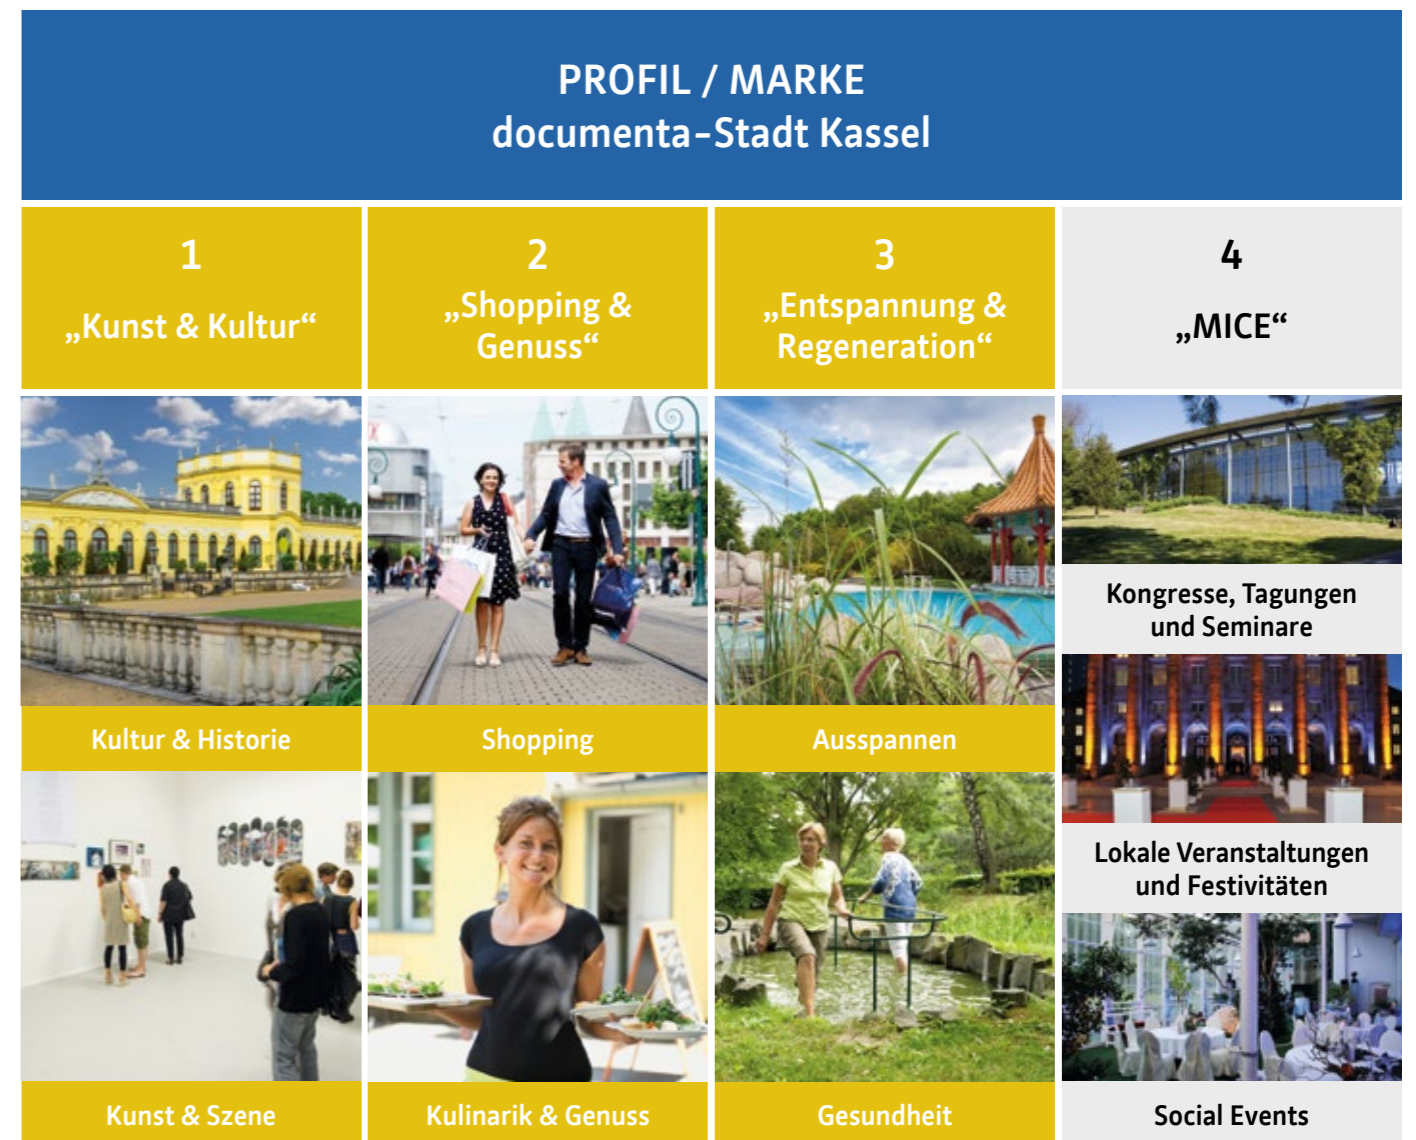 PROFIL / MARKE
documenta-Stadt Kassel
1
„Kunst & Kultur“
2
„Shopping &
Genuss“
3
„Entspannung &
Regeneration“
4
„MICE“
Kultur & Historie
Shopping
Ausspannen
Kongresse, Tagungen
und Seminare
Lokale Veranstaltungen
und Festivitäten
Kunst & Szene
Kulinarik & Genuss
Gesundheit
Social Events